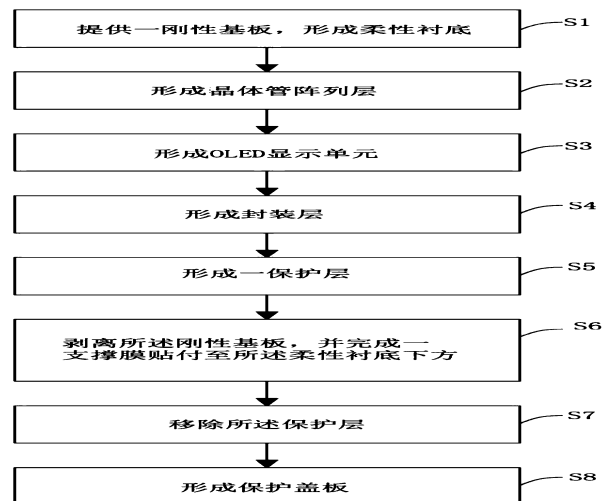 提供一刚性基板，形成柔性衬底
S1
形成晶体管阵列层
S2
形成OLED显示单元
S3
形成封装层
S4
形成一保护层
S5
剥离所述刚性基板，并完成一
支撑膜贴付至所述柔性衬底下方
S6
移除所述保护层
S7
形成保护盖板
S8